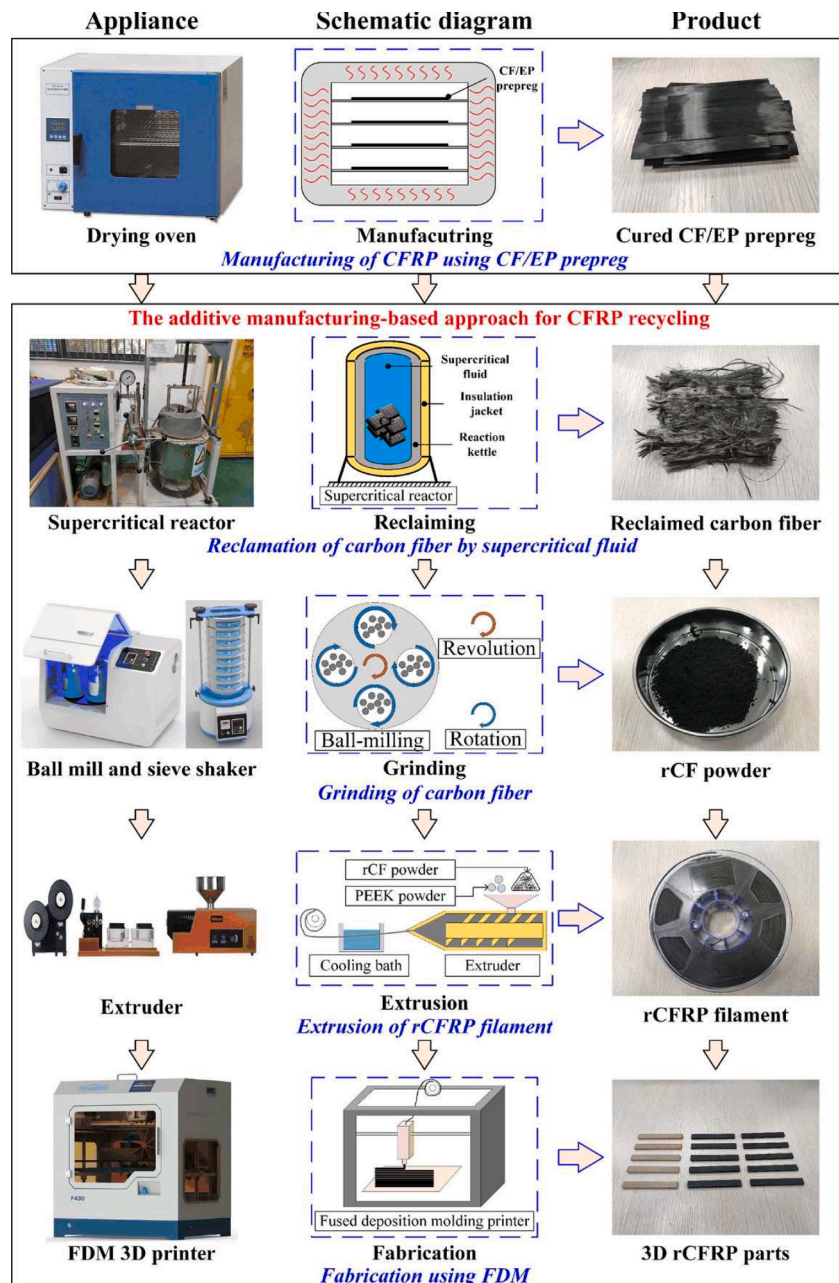 Appliance
Schematic diagram
Product
CF/EP
prepreg
Drying oven
Manufacutring
Cured CF/EP prepreg
Manufacturing of CFRP using CF/EP prepreg
The additive manufacturing-based approach for CFRP recycling
Supercritical
fluid
Insulation
jacket
Reaction
kettle
Supercritical reactor
Supercritical reactor
Reclaiming
Reclaimed carbon fiber
Reclamation of carbon fiber by supercritical fluid
Revolution
Ball-milling
Rotation
Ball mill and sieve shaker
Grinding
rCF powder
Grinding of carbon fiber
rCF powder
PEEK powder
Cooling bath
Extruder
Extruder
Extrusion
rCFRP filament
Extrusion of rCFRP filament
F430
Fused deposition molding printer
FDM 3D printer
Fabrication
3D rCFRP parts
Fabrication using FDM